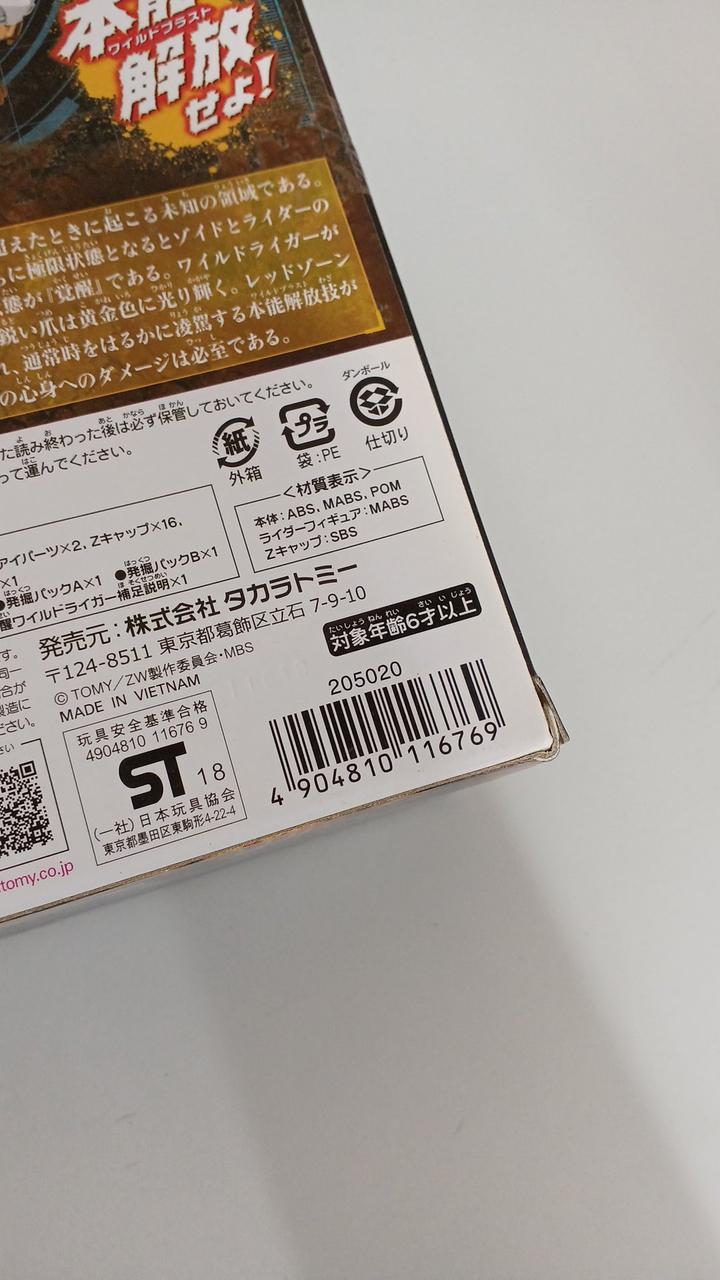 本能
ワイルドブラスト
解放
せよ!
超えたときに起こる未知の領域である。
に極限状態となるとゾイドとライダーの
態が『覚醒』である。ワイルドライガーが
鋭い爪は黄金色に光り輝く。レッドゾーン
れ、通常時をはるかに凌駕する本能解放技が
の心身へのダメージは必至である。
た読み終わった後は必ず保管しておいてください。
って運んでください。
紙
外箱
プラ
袋:PE
ダンボール
仕切り
<材質表示>
本体:ABS, MABS, POM
ライダーフィギュア:MABS
Zキャップ:SBS
アイパーツ×2, Zキャップ×16,
×1
発掘パックA×1 ●発掘パックB×1
醒ワイルドライガー補足説明×1
発売元:株式会社 タカラトミー
〒124-8511 東京都葛飾区立石 7-9-10
© TOMY/ZW製作委員会・MBS
MADE IN VIETNAM
対象年齢6才以上
玩具安全基準合格
4904810 11676 9
ST 18
(一社)日本玩具協会
東京都墨田区東駒形4-22-4
205020
4 904810 116769
す。
同一
合が
製造に
ださい。
さい
tomy.co.jp